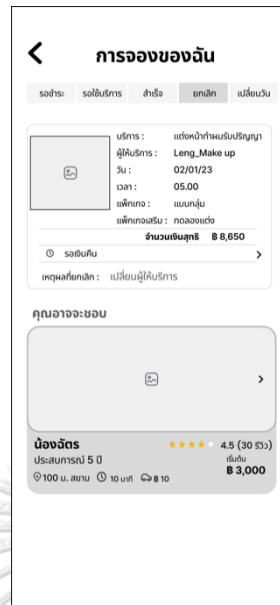 การจองของฉัน
รอชำระ รอใช้บริการ สำเร็จ ยกเลิก เปลี่ยนวัน
บริการ : แต่งหน้าทำผมรับปริญญา
ผู้ให้บริการ : Leng_Make up
วัน : 02/01/23
เวลา : 05.00
แพ็กเกจ : แบบกลุ่ม
แพ็กเกจเสริม : ทดลองแต่ง
จำนวนเงินสุทธิ ฿ 8,650
รอเงินคืน
เหตุผลที่ยกเลิก : เปลี่ยนผู้ให้บริการ
คุณอาจจะชอบ
น้องฉัตร 4.5 (30 รีวิว)
ประสบการณ์ 5 ปี เริ่มต้น
฿ 3,000
100 ม. สยาม 10 นาที ฿ 10